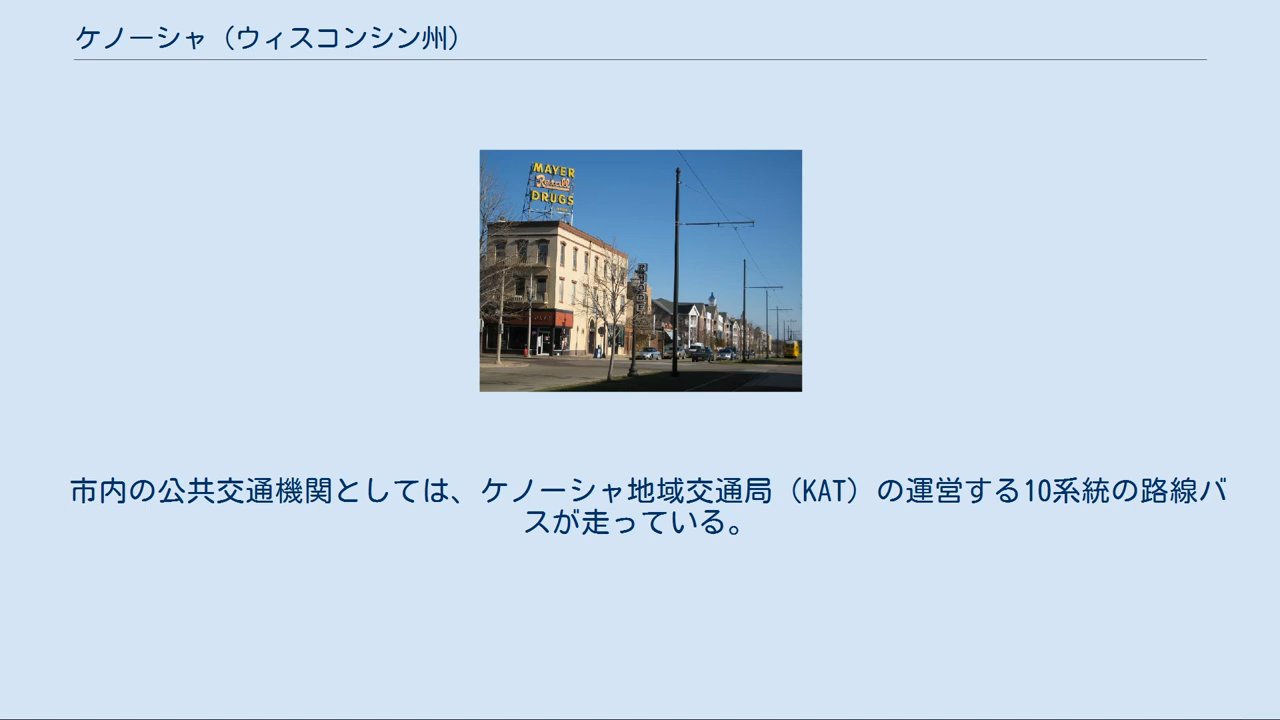 ケノーシャ（ウィスコンシン州）
MAYER
Rexall
DRUGS
市内の公共交通機関としては、ケノーシャ地域交通局（KAT）の運営する10系統の路線バ
スが走っている。